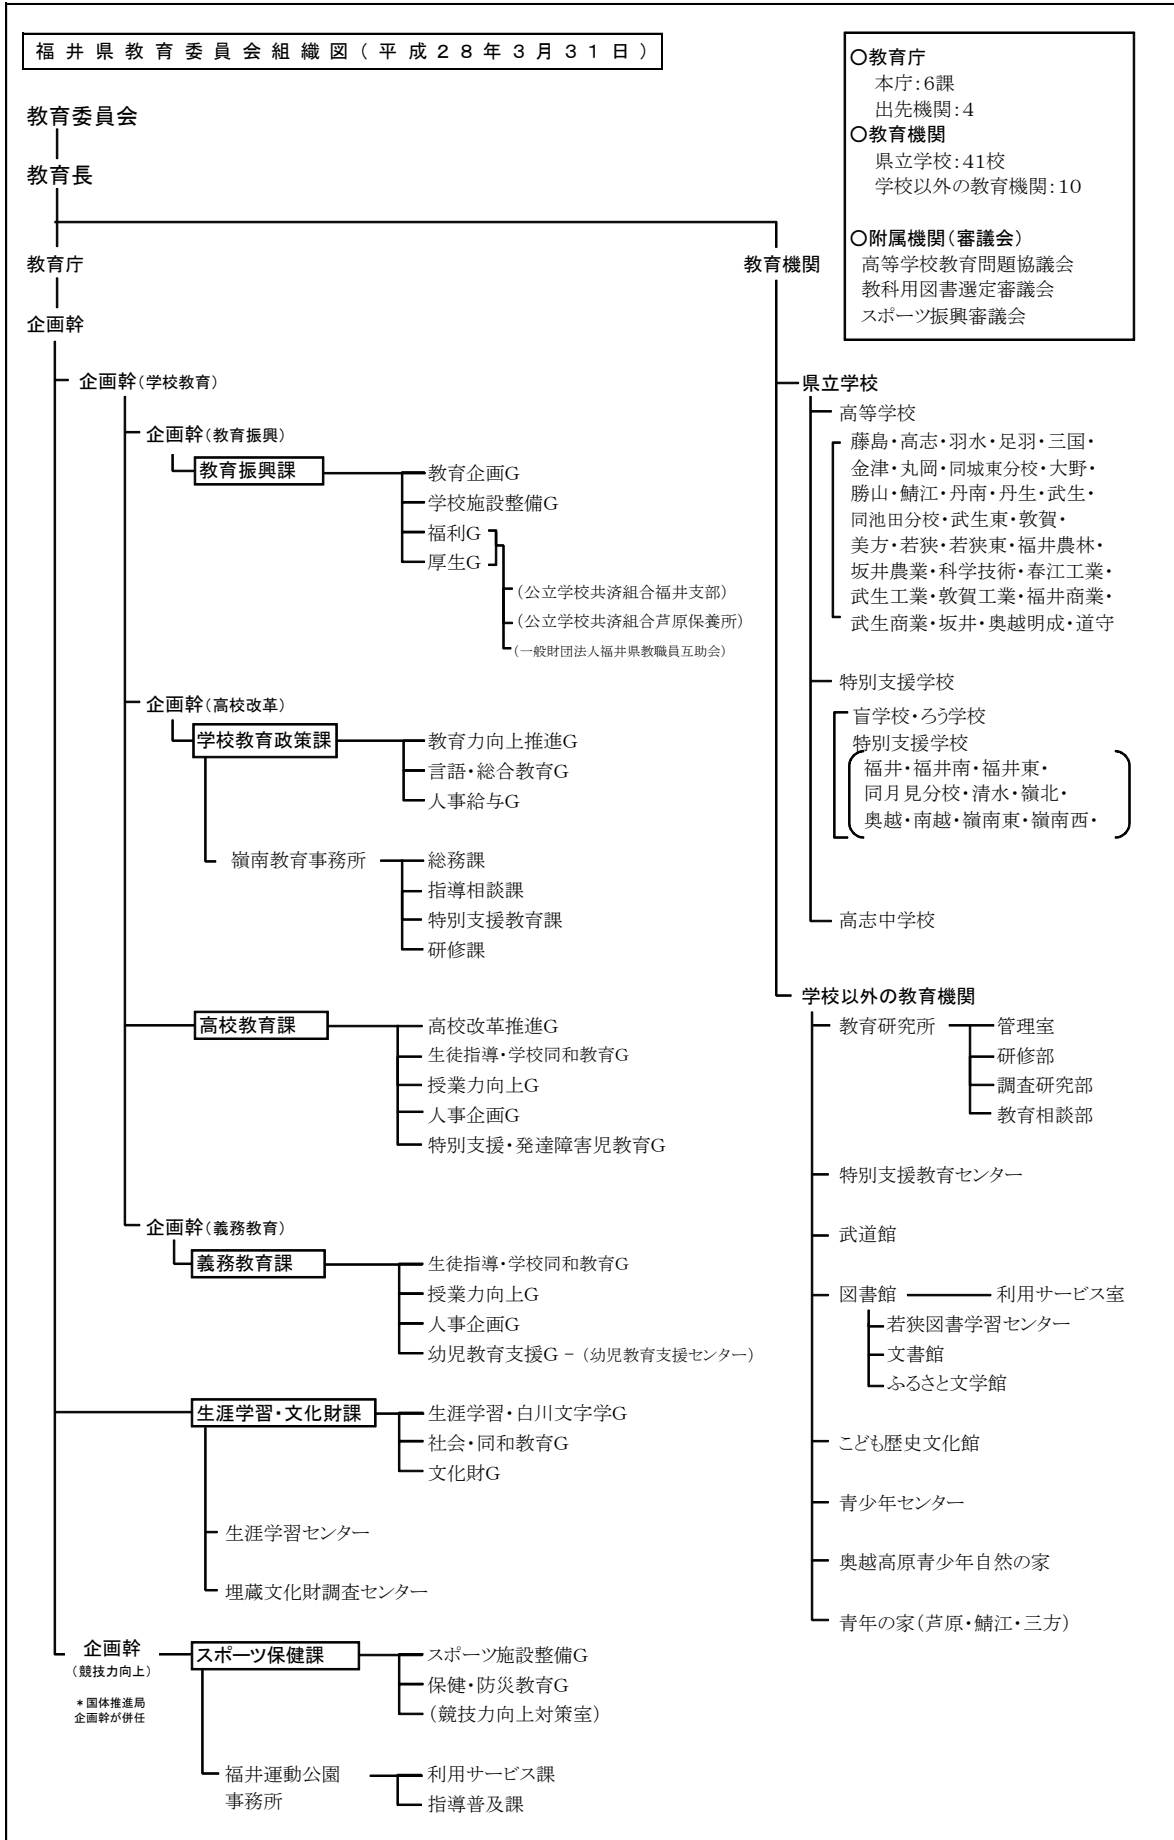 福井県教育委員会組織図(平成28年3月31日)
○教育庁
本庁:6課
出先機関:4
○教育機関
県立学校:41校
学校以外の教育機関:10
○附属機関(審議会)
高等学校教育問題協議会
教科用図書選定審議会
スポーツ振興審議会
教育委員会
教育長
教育庁
企画幹
企画幹(学校教育)
企画幹(教育振興)
教育振興課
教育企画G
学校施設整備G
福利G
厚生G
(公立学校共済組合福井支部)
(公立学校共済組合芦原保養所)
(一般財団法人福井県教職員互助会)
企画幹(高校改革)
学校教育政策課
教育力向上推進G
言語・総合教育G
人事給与G
嶺南教育事務所
総務課
指導相談課
特別支援教育課
研修課
高校教育課
高校改革推進G
生徒指導・学校同和教育G
授業力向上G
人事企画G
特別支援・発達障害児教育G
企画幹(義務教育)
義務教育課
生徒指導・学校同和教育G
授業力向上G
人事企画G
幼児教育支援G-(幼児教育支援センター)
生涯学習・文化財課
生涯学習・白川文字学G
社会・同和教育G
文化財G
生涯学習センター
埋蔵文化財調査センター
企画幹
(競技力向上)
*国体推進局
企画幹が併任
スポーツ保健課
スポーツ施設整備G
保健・防災教育G
(競技力向上対策室)
福井運動公園
事務所
利用サービス課
指導普及課
教育機関
県立学校
高等学校
藤島・高志・羽水・足羽・三国・
金津・丸岡・同城東分校・大野・
勝山・鯖江・丹南・丹生・武生・
同池田分校・武生東・敦賀・
美方・若狭・若狭東・福井農林・
坂井農業・科学技術・春江工業・
武生工業・敦賀工業・福井商業・
武生商業・坂井・奥越明成・道守
特別支援学校
盲学校・ろう学校
特別支援学校
福井・福井南・福井東・
同月見分校・清水・嶺北・
奥越・南越・嶺南東・嶺南西・
高志中学校
学校以外の教育機関
教育研究所
管理室
研修部
調査研究部
教育相談部
特別支援教育センター
武道館
図書館
利用サービス室
若狭図書学習センター
文書館
ふるさと文学館
こども歴史文化館
青少年センター
奥越高原青少年自然の家
青年の家(芦原・鯖江・三方)